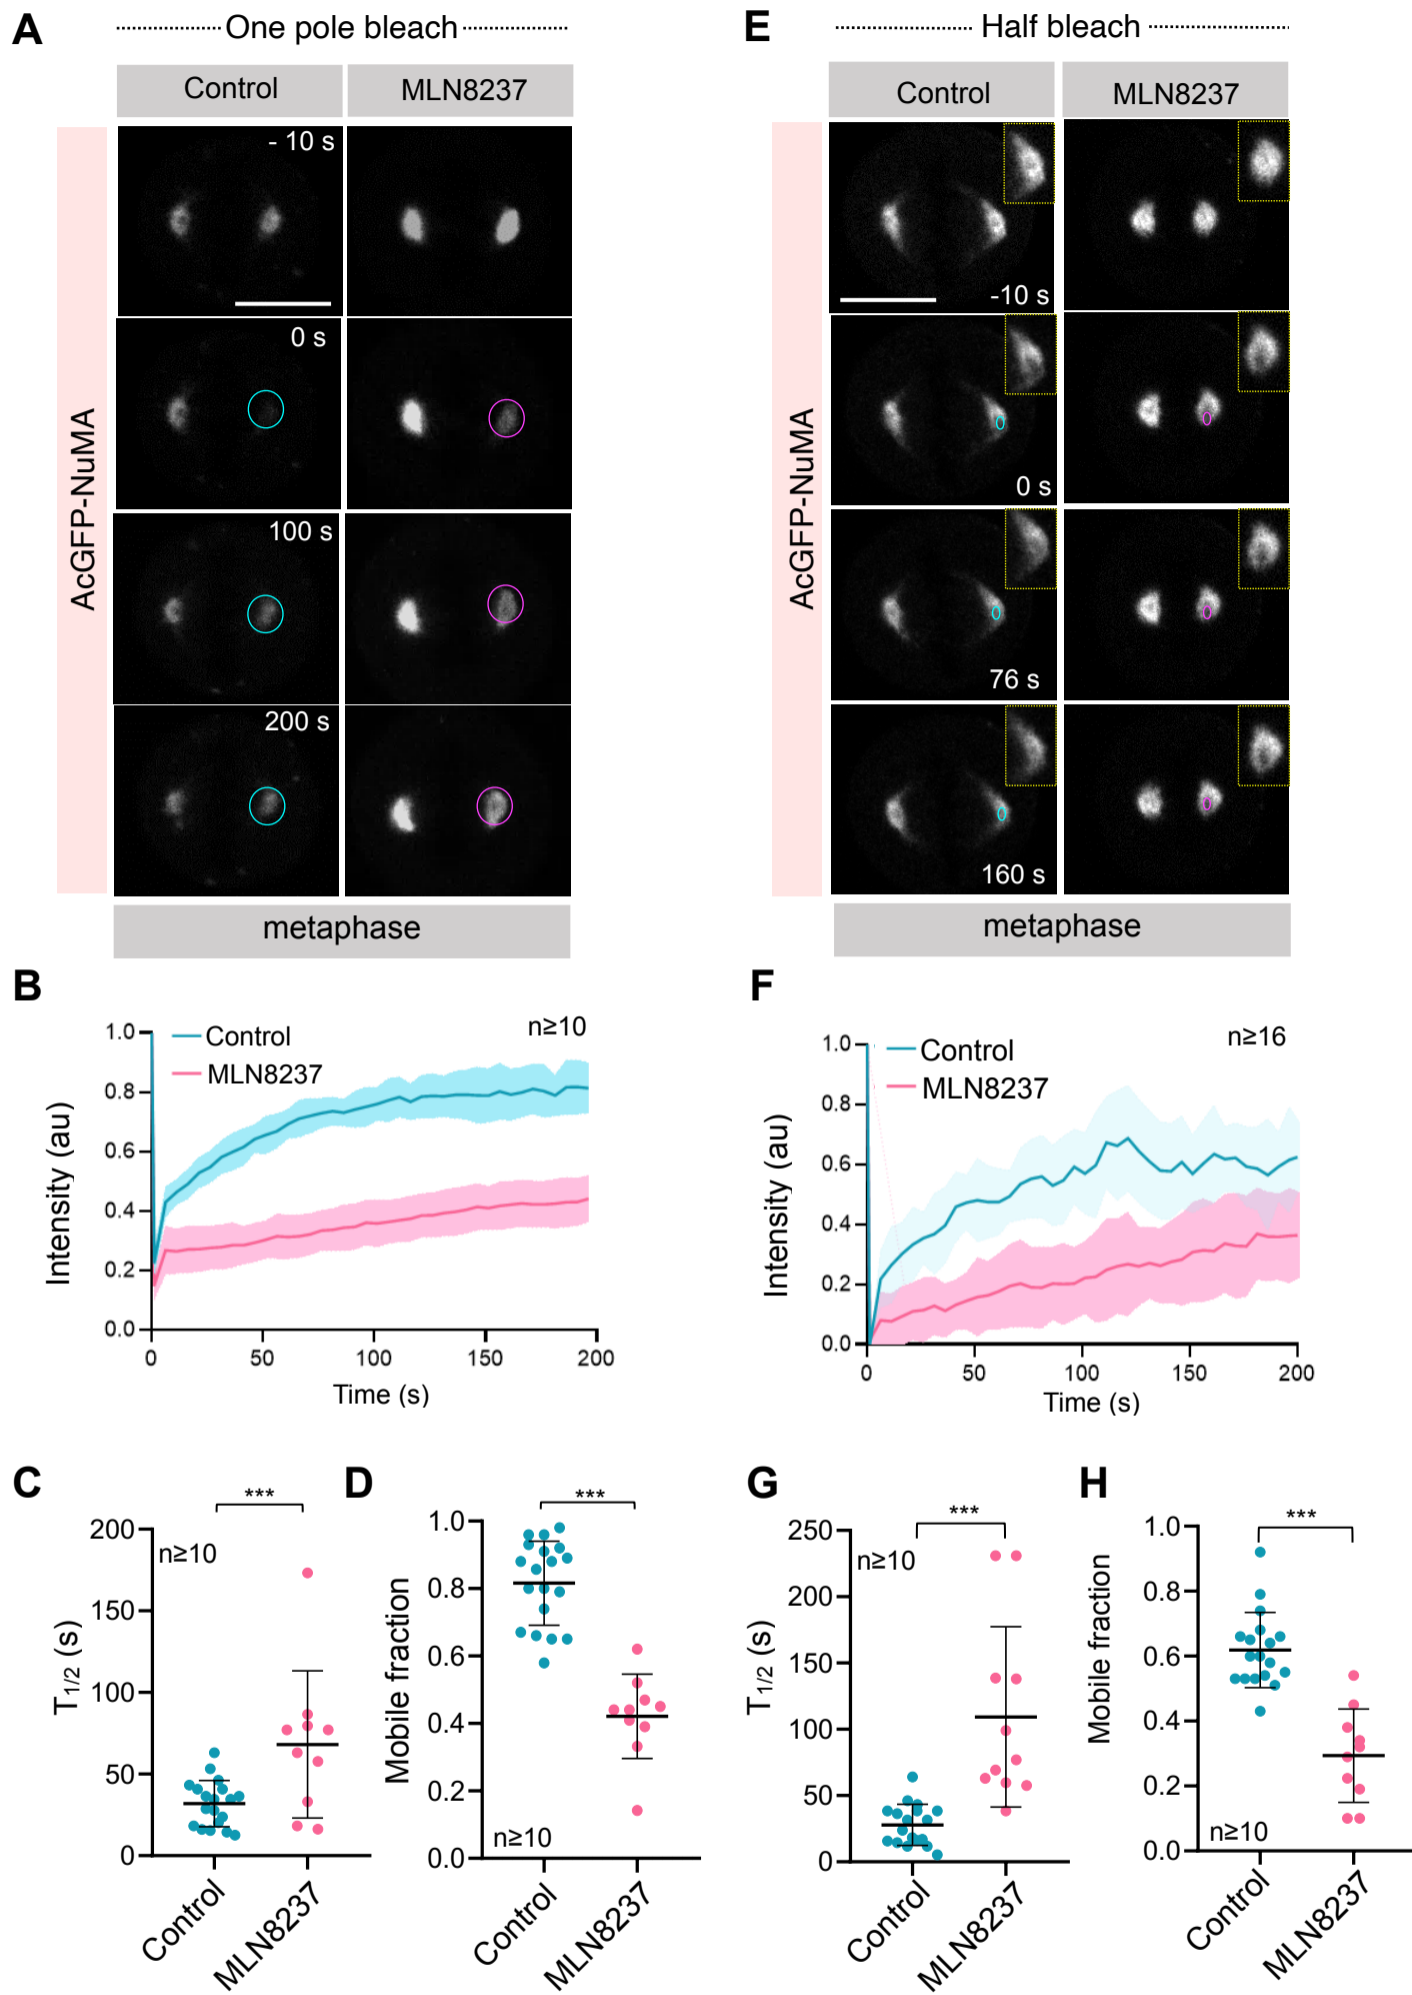 A
One pole bleach
Control
MLN8237
AcGFP-NuMA
- 10 s
0 s
100 s
200 s
metaphase
E
Half bleach
Control
MLN8237
AcGFP-NuMA
-10 s
0 s
76 s
160 s
metaphase
B
Control
MLN8237
n≥10
Intensity (au)
1.0
0.8
0.6
0.4
0.2
0.0
0 50 100 150 200
Time (s)
F
Control
MLN8237
n≥16
Intensity (au)
1.0
0.8
0.6
0.4
0.2
0.0
0 50 100 150 200
Time (s)
C
***
n≥10
T1/2 (s)
200
150
100
50
0
Control
MLN8237
D
***
Mobile fraction
1.0
0.8
0.6
0.4
0.2
0.0
n≥10
Control
MLN8237
G
***
n≥10
T1/2 (s)
250
200
150
100
50
0
Control
MLN8237
H
***
Mobile fraction
1.0
0.8
0.6
0.4
0.2
0.0
n≥10
Control
MLN8237